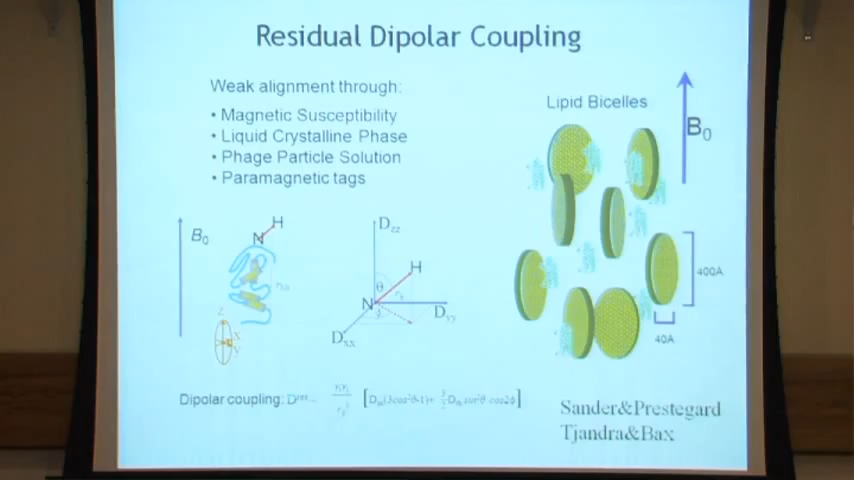 Residual Dipolar Coupling
Weak alignment through:
• Magnetic Susceptibility
• Liquid Crystalline Phase
• Phage Particle Solution
• Paramagnetic tags
Lipid Bicelles
B0
B0
H
N
Z
X
Y
Dzz
H
θ
N
Dyy
Dxx
400A
40A
Dipolar coupling:
Sander&Prestegard
Tjandra&Bax